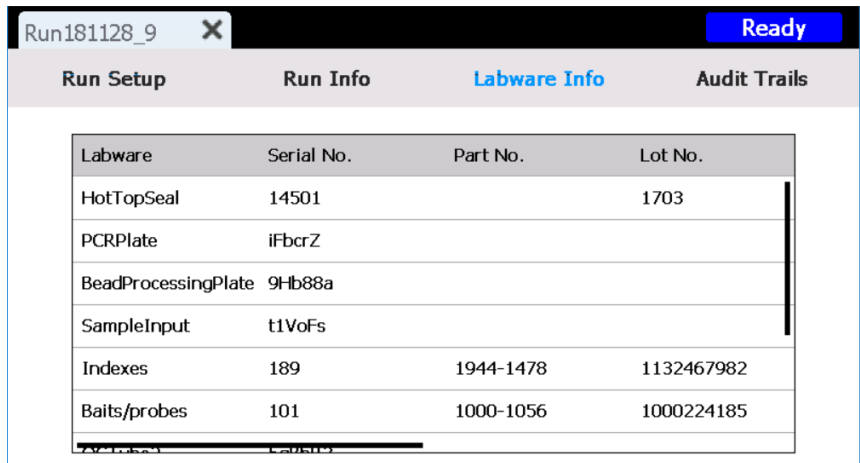 Run181128_9 Ready
Run Setup Run Info Labware Info Audit Trails
Labware Serial No. Part No. Lot No.
HotTopSeal 14501 1703
PCRPlate iFbcrZ
BeadProcessingPlate 9Hb88a
SampleInput t1VoFs
Indexes 189 1944-1478 1132467982
Baits/probes 101 1000-1056 1000224185